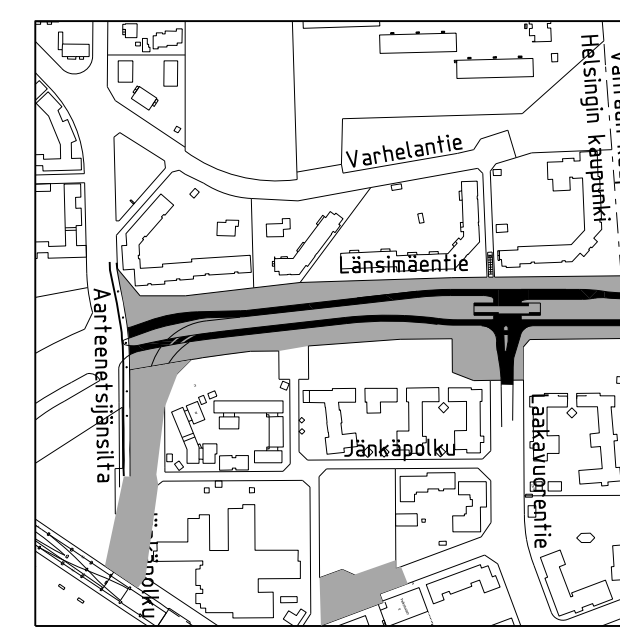 Helsingin kaupunki
Varhelantie
Länsimäentie
Aarteenetsijänsilta
Jänkäpolku
Laakavuorentie